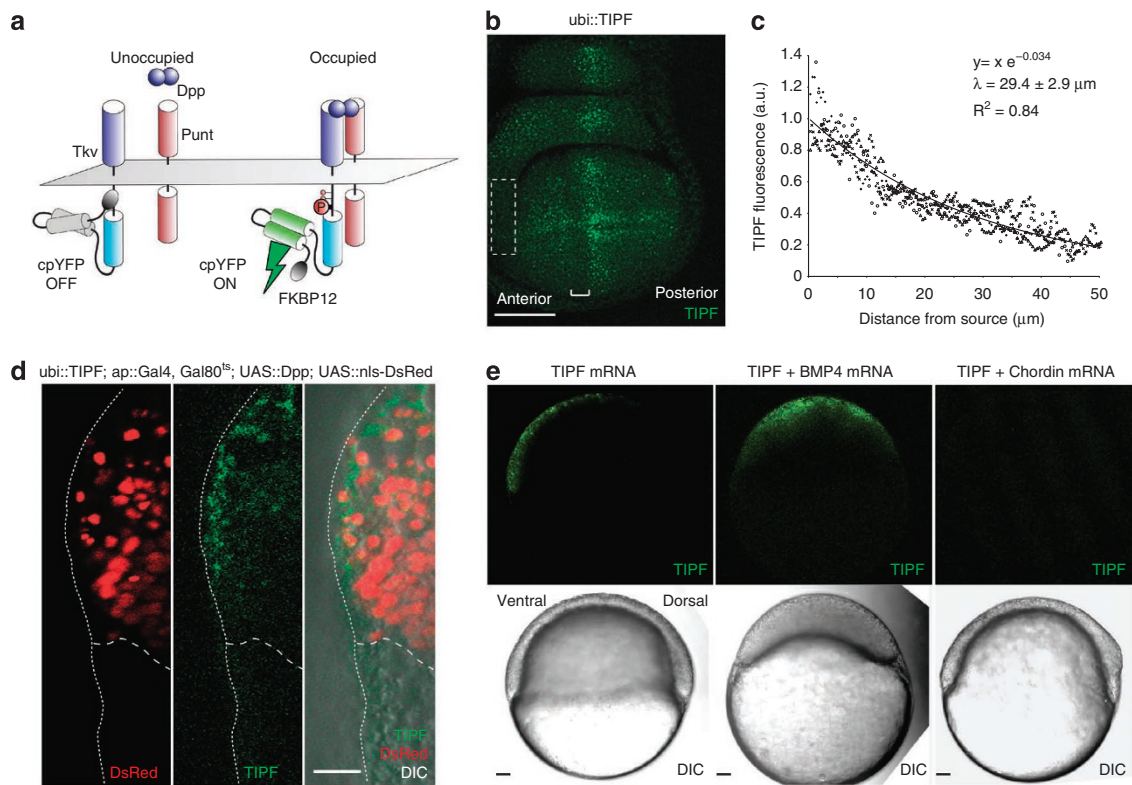 a
Unoccupied
Occupied
Dpp
Punt
Tkv
P
cpYFP
OFF
cpYFP
ON
FKBP12
b
ubi::TIPF
Anterior
Posterior
TIPF
c
y= x e^–0.034
λ = 29.4 ± 2.9 μm
R² = 0.84
TIPF fluorescence (a.u.)
1.4
1.2
1.0
0.8
0.6
0.4
0.2
0
0 10 20 30 40 50
Distance from source (μm)
d
ubi::TIPF; ap::Gal4, Gal80^ts; UAS::Dpp; UAS::nls-DsRed
DsRed
TIPF
TIPF
DsRed
DIC
e
TIPF mRNA
TIPF + BMP4 mRNA
TIPF + Chordin mRNA
TIPF
TIPF
TIPF
Ventral
Dorsal
DIC
DIC
DIC